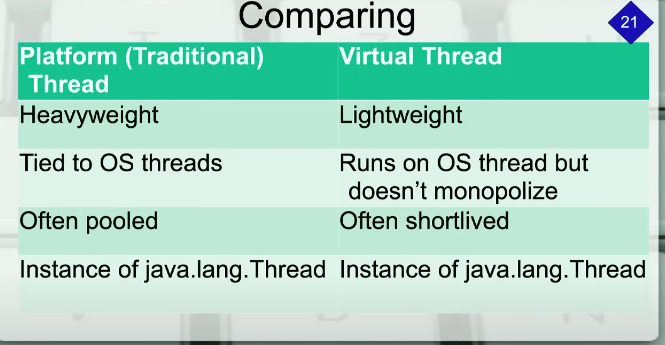 Comparing
21
Platform (Traditional) Virtual Thread
Thread
Heavyweight Lightweight
Tied to OS threads Runs on OS thread but
doesn’t monopolize
Often pooled Often shortlived
Instance of java.lang.Thread Instance of java.lang.Thread